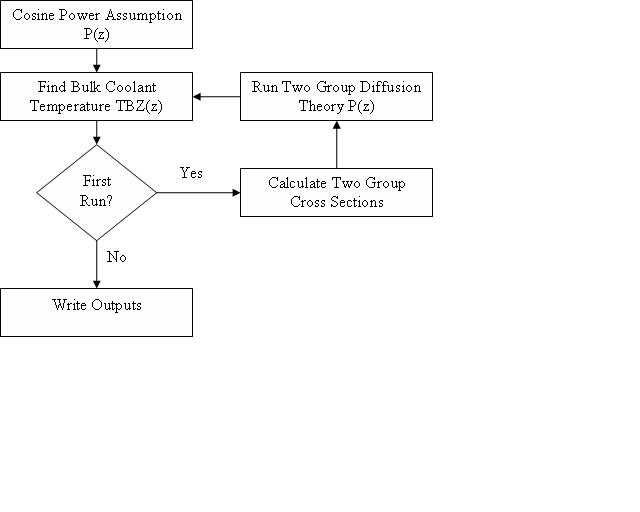 Cosine Power Assumption
P(z)
Find Bulk Coolant
Temperature TBZ(z)
Run Two Group Diffusion
Theory P(z)
First
Run?
Yes
Calculate Two Group
Cross Sections
No
Write Outputs